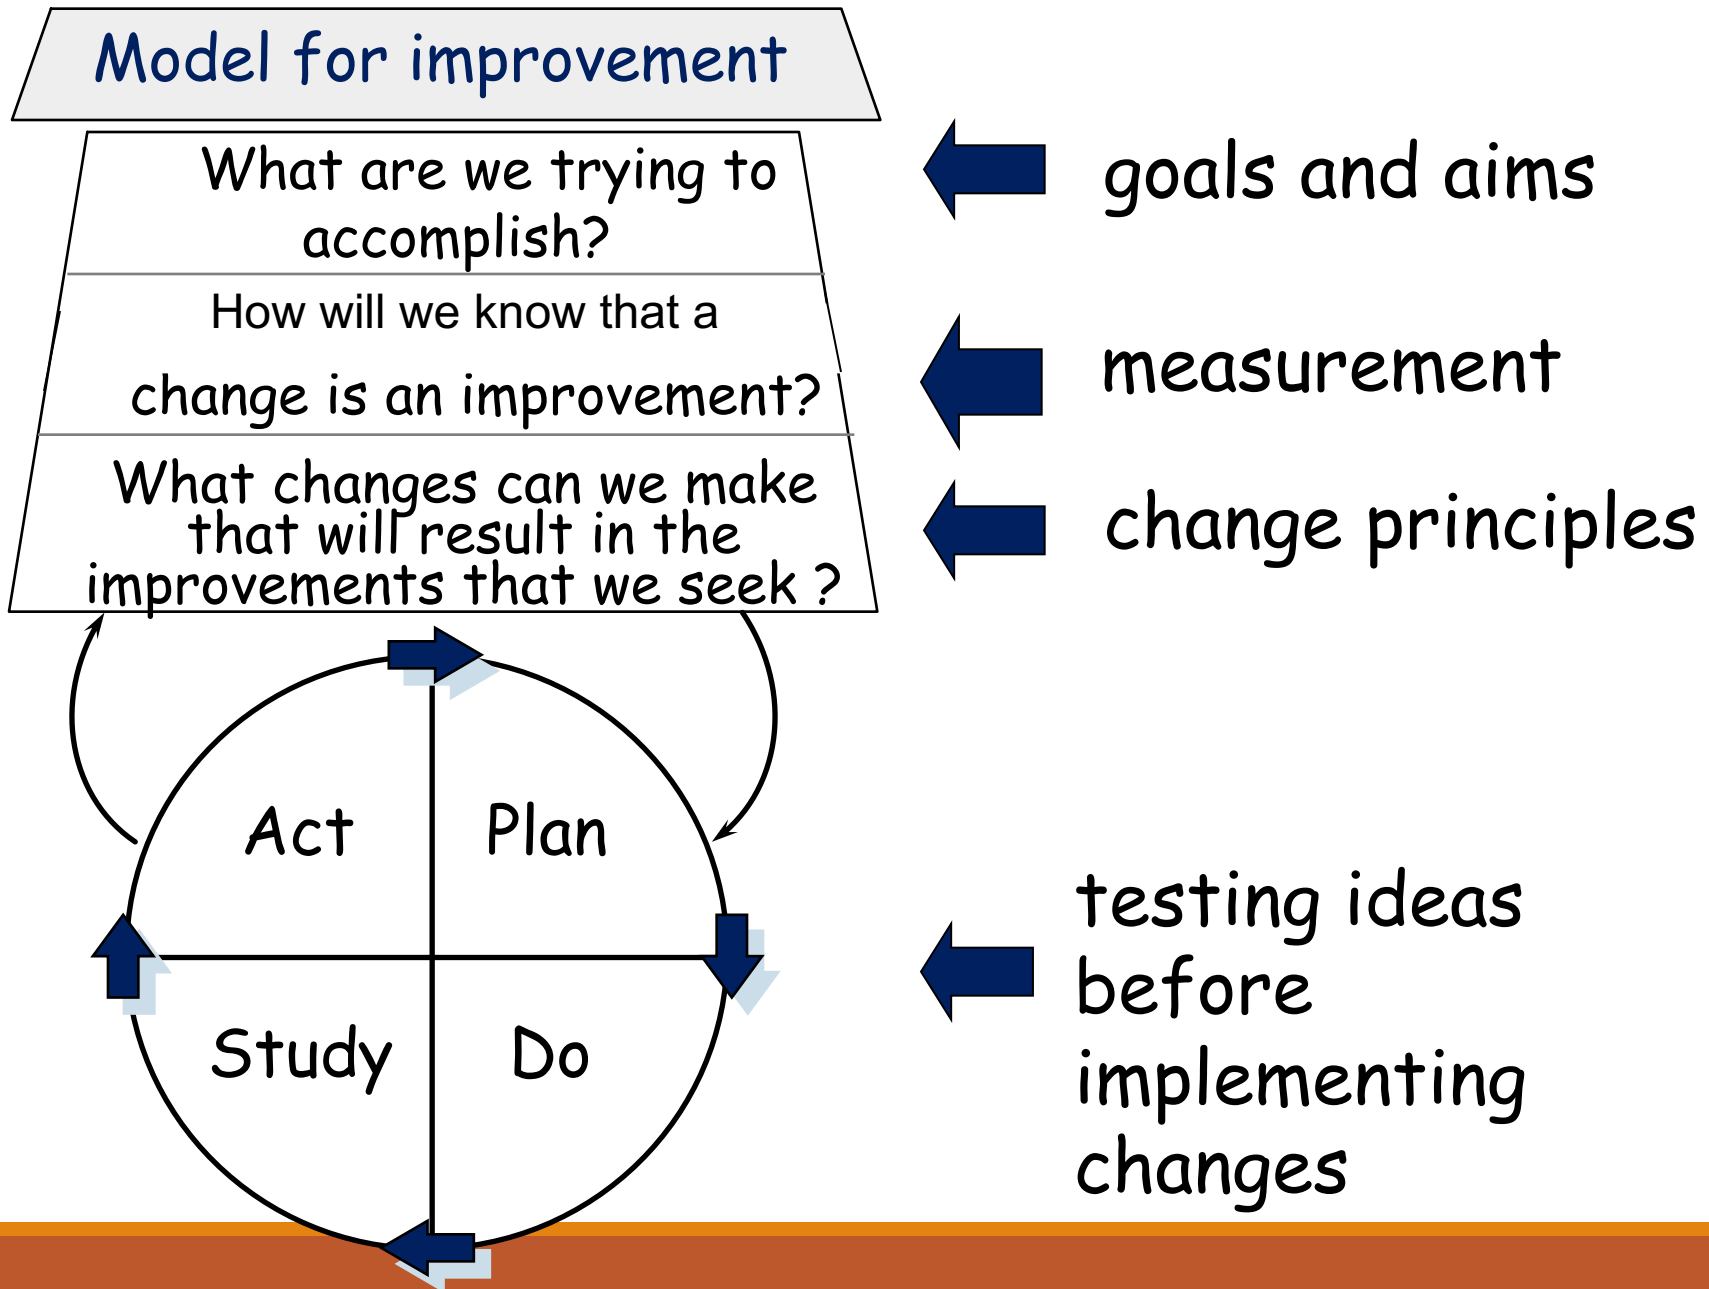 Model for improvement
What are we trying to
accomplish?
How will we know that a
change is an improvement?
What changes can we make
that will result in the
improvements that we seek ?
goals and aims
measurement
change principles
Act
Plan
Study
Do
testing ideas
before
implementing
changes